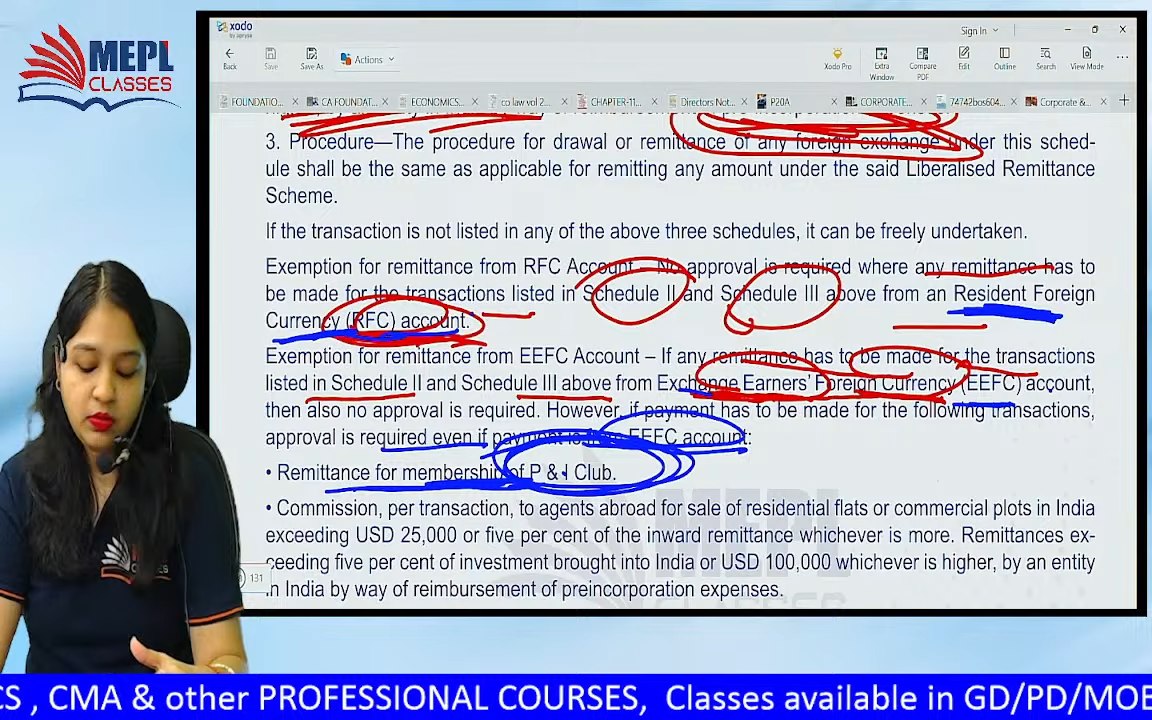 MEPL
CLASSES
xodo
by apryse
Sign In
Back
Save
Save As
Actions
Xodo Pro
Extra Window
Compare PDF
Edit
Outline
Search
View Mode
FOUNDATIO...
CA FOUNDAT...
ECONOMICS...
co law vol 2...
CHAPTER-11...
Directors Not...
P20A
CORPORATE...
74742bos604...
Corporate &...
3. Procedure—The procedure for drawal or remittance of any foreign exchange under this sched-
ule shall be the same as applicable for remitting any amount under the said Liberalised Remittance
Scheme.
If the transaction is not listed in any of the above three schedules, it can be freely undertaken.
Exemption for remittance from RFC Account – No approval is required where any remittance has to
be made for the transactions listed in Schedule II and Schedule III above from an Resident Foreign
Currency (RFC) account.
Exemption for remittance from EEFC Account – If any remittance has to be made for the transactions
listed in Schedule II and Schedule III above from Exchange Earners' Foreign Currency (EEFC) account,
then also no approval is required. However, if payment has to be made for the following transactions,
approval is required even if payment is from EEFC account:
• Remittance for membership of P & I Club.
• Commission, per transaction, to agents abroad for sale of residential flats or commercial plots in India
exceeding USD 25,000 or five per cent of the inward remittance whichever is more. Remittances ex-
ceeding five per cent of investment brought into India or USD 100,000 whichever is higher, by an entity
in India by way of reimbursement of preincorporation expenses.
131
MEPL
CLASSES
CS , CMA & other PROFESSIONAL COURSES, Classes available in GD/PD/MOB